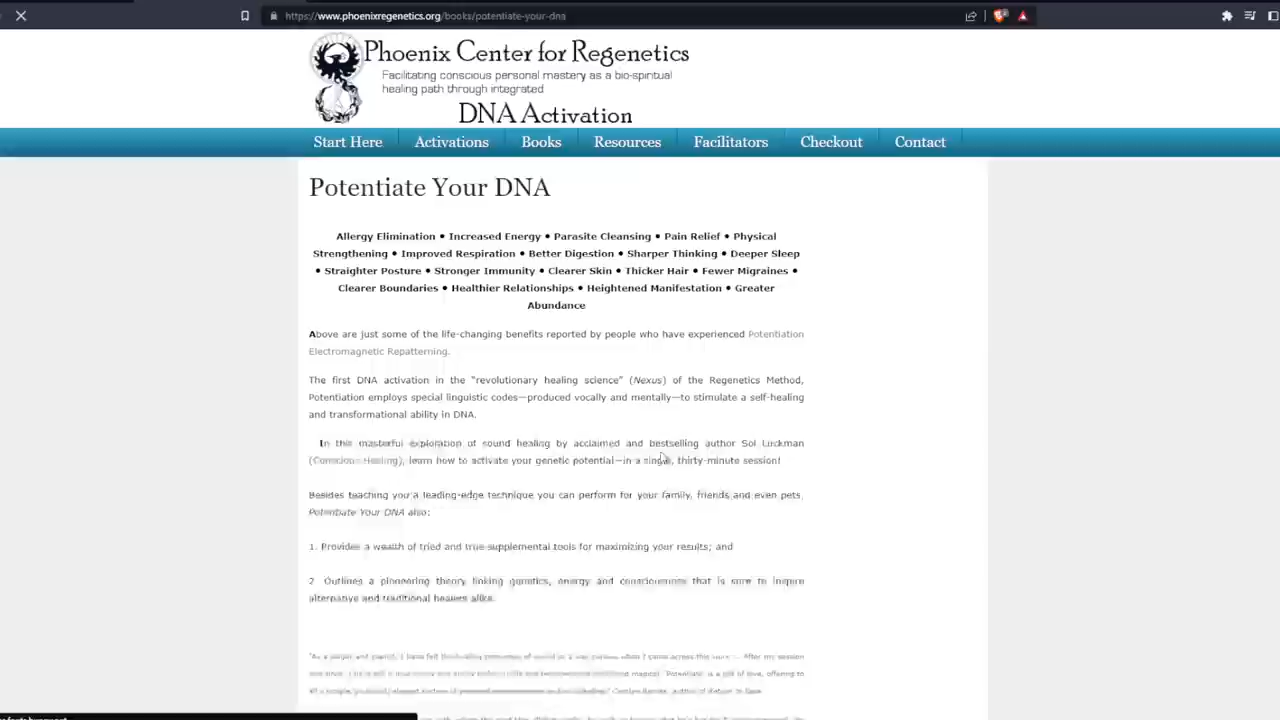 https://www.phoenixregenetics.org/books/potentiate-your-dna
Phoenix Center for Regenetics
Facilitating conscious personal mastery as a bio-spiritual
healing path through integrated
DNA Activation
Start Here Activations Books Resources Facilitators Checkout Contact
Potentiate Your DNA
Allergy Elimination • Increased Energy • Parasite Cleansing • Pain Relief • Physical
Strengthening • Improved Respiration • Better Digestion • Sharper Thinking • Deeper Sleep
• Straighter Posture • Stronger Immunity • Clearer Skin • Thicker Hair • Fewer Migraines •
Clearer Boundaries • Healthier Relationships • Heightened Manifestation • Greater
Abundance
Above are just some of the life-changing benefits reported by people who have experienced Potentiation
Electromagnetic Repatterning.
The first DNA activation in the “revolutionary healing science” (Nexus) of the Regenetics Method,
Potentiation employs special linguistic codes—produced vocally and mentally—to stimulate a self-healing
and transformational ability in DNA.
In this masterful exploration of sound healing by acclaimed and bestselling author Sol Luckman
(Conscious Healing), learn how to activate your genetic potential—in a single, thirty-minute session!
Besides teaching you a leading-edge technique you can perform for your family, friends and even pets,
Potentiate Your DNA also:
1. Provides a wealth of tried and true supplemental tools for maximizing your results; and
2. Outlines a pioneering theory linking genetics, energy and consciousness that is sure to inspire
alternative and traditional healers alike.